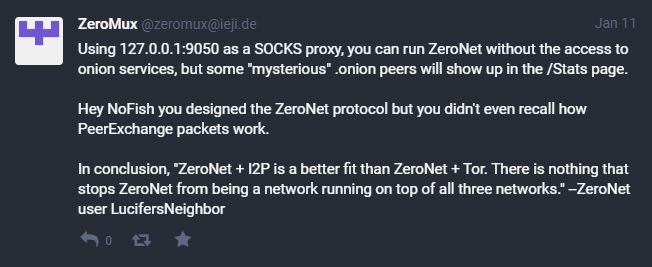 ZeroMux @zeromux@ieji.de Jan 11
Using 127.0.0.1:9050 as a SOCKS proxy, you can run ZeroNet without the access to
onion services, but some "mysterious" .onion peers will show up in the /Stats page.
Hey NoFish you designed the ZeroNet protocol but you didn't even recall how
PeerExchange packets work.
In conclusion, "ZeroNet + I2P is a better fit than ZeroNet + Tor. There is nothing that
stops ZeroNet from being a network running on top of all three networks." --ZeroNet
user LucifersNeighbor
0